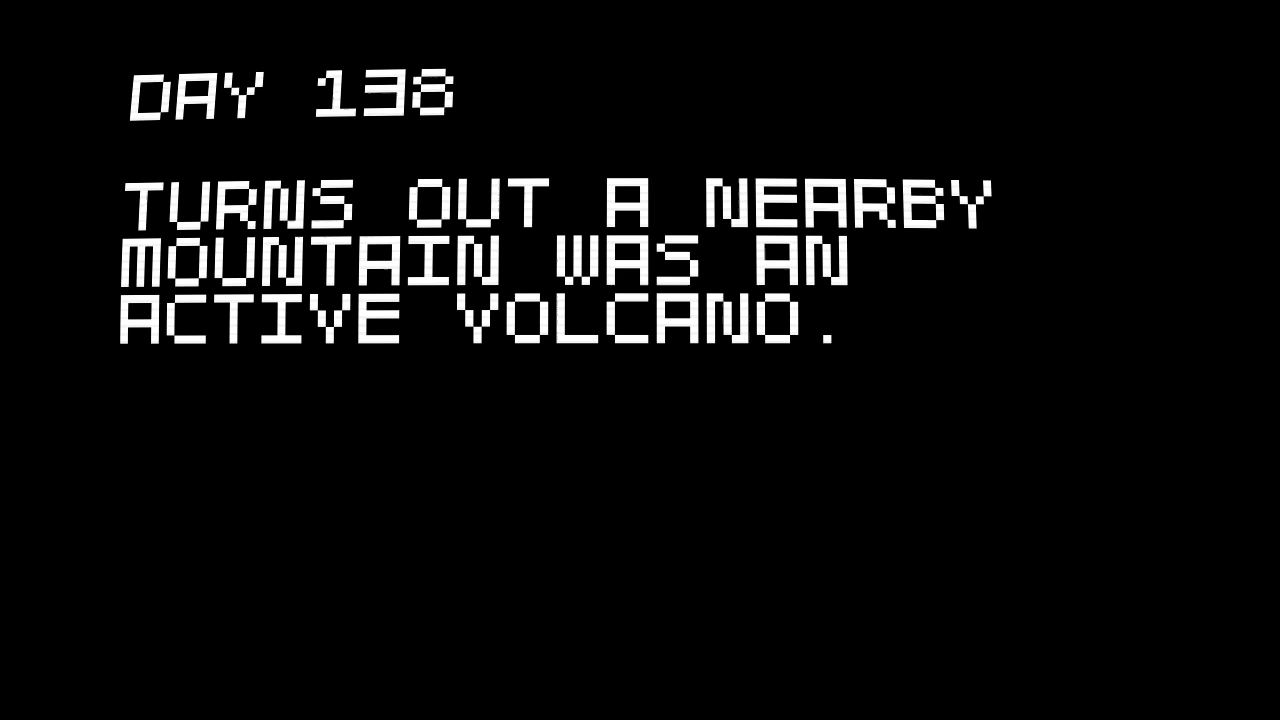 DAY 138
TURNS OUT A NEARBY
MOUNTAIN WAS AN
ACTIVE VOLCANO.